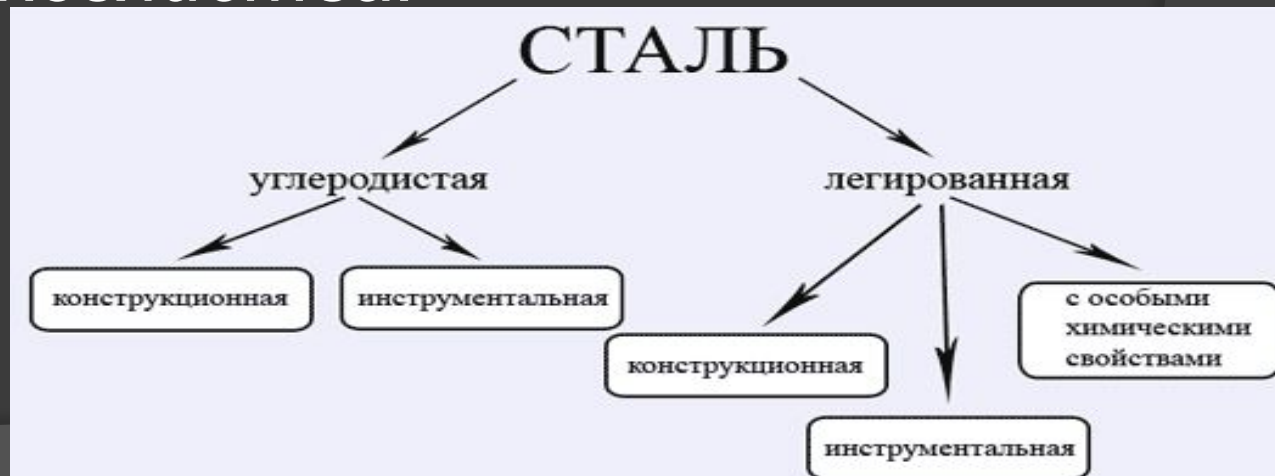 СТАЛЬ
углеродистая
легированная
конструкционная
инструментальная
конструкционная
инструментальная
с особыми
химическими
свойствами